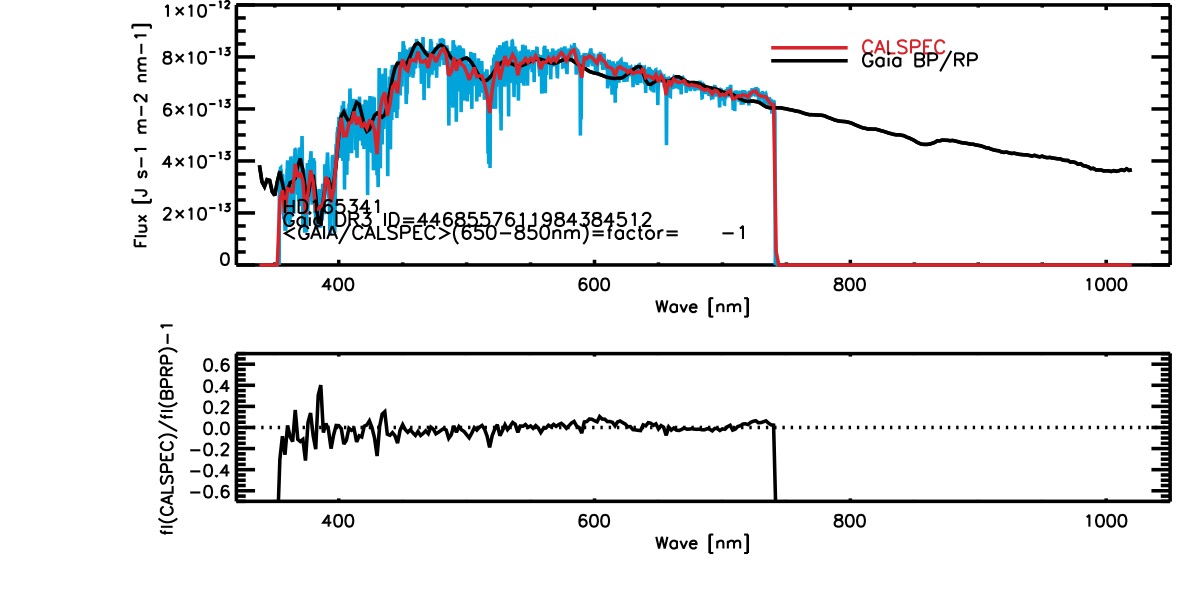 1×10−12
8×10−13
6×10−13
4×10−13
2×10−13
0
Flux [J s−1 m−2 nm−1]
CALSPEC
Gaia BP/RP
HD165341
Gaia DR3 ID=4468557611984384512
<GAIA/CALSPEC>(650−850nm)=factor= −1
400 600 800 1000
Wave [nm]
fl(CALSPEC)/fl(BPRP)−1
0.6
0.4
0.2
0.0
−0.2
−0.4
−0.6
400 600 800 1000
Wave [nm]